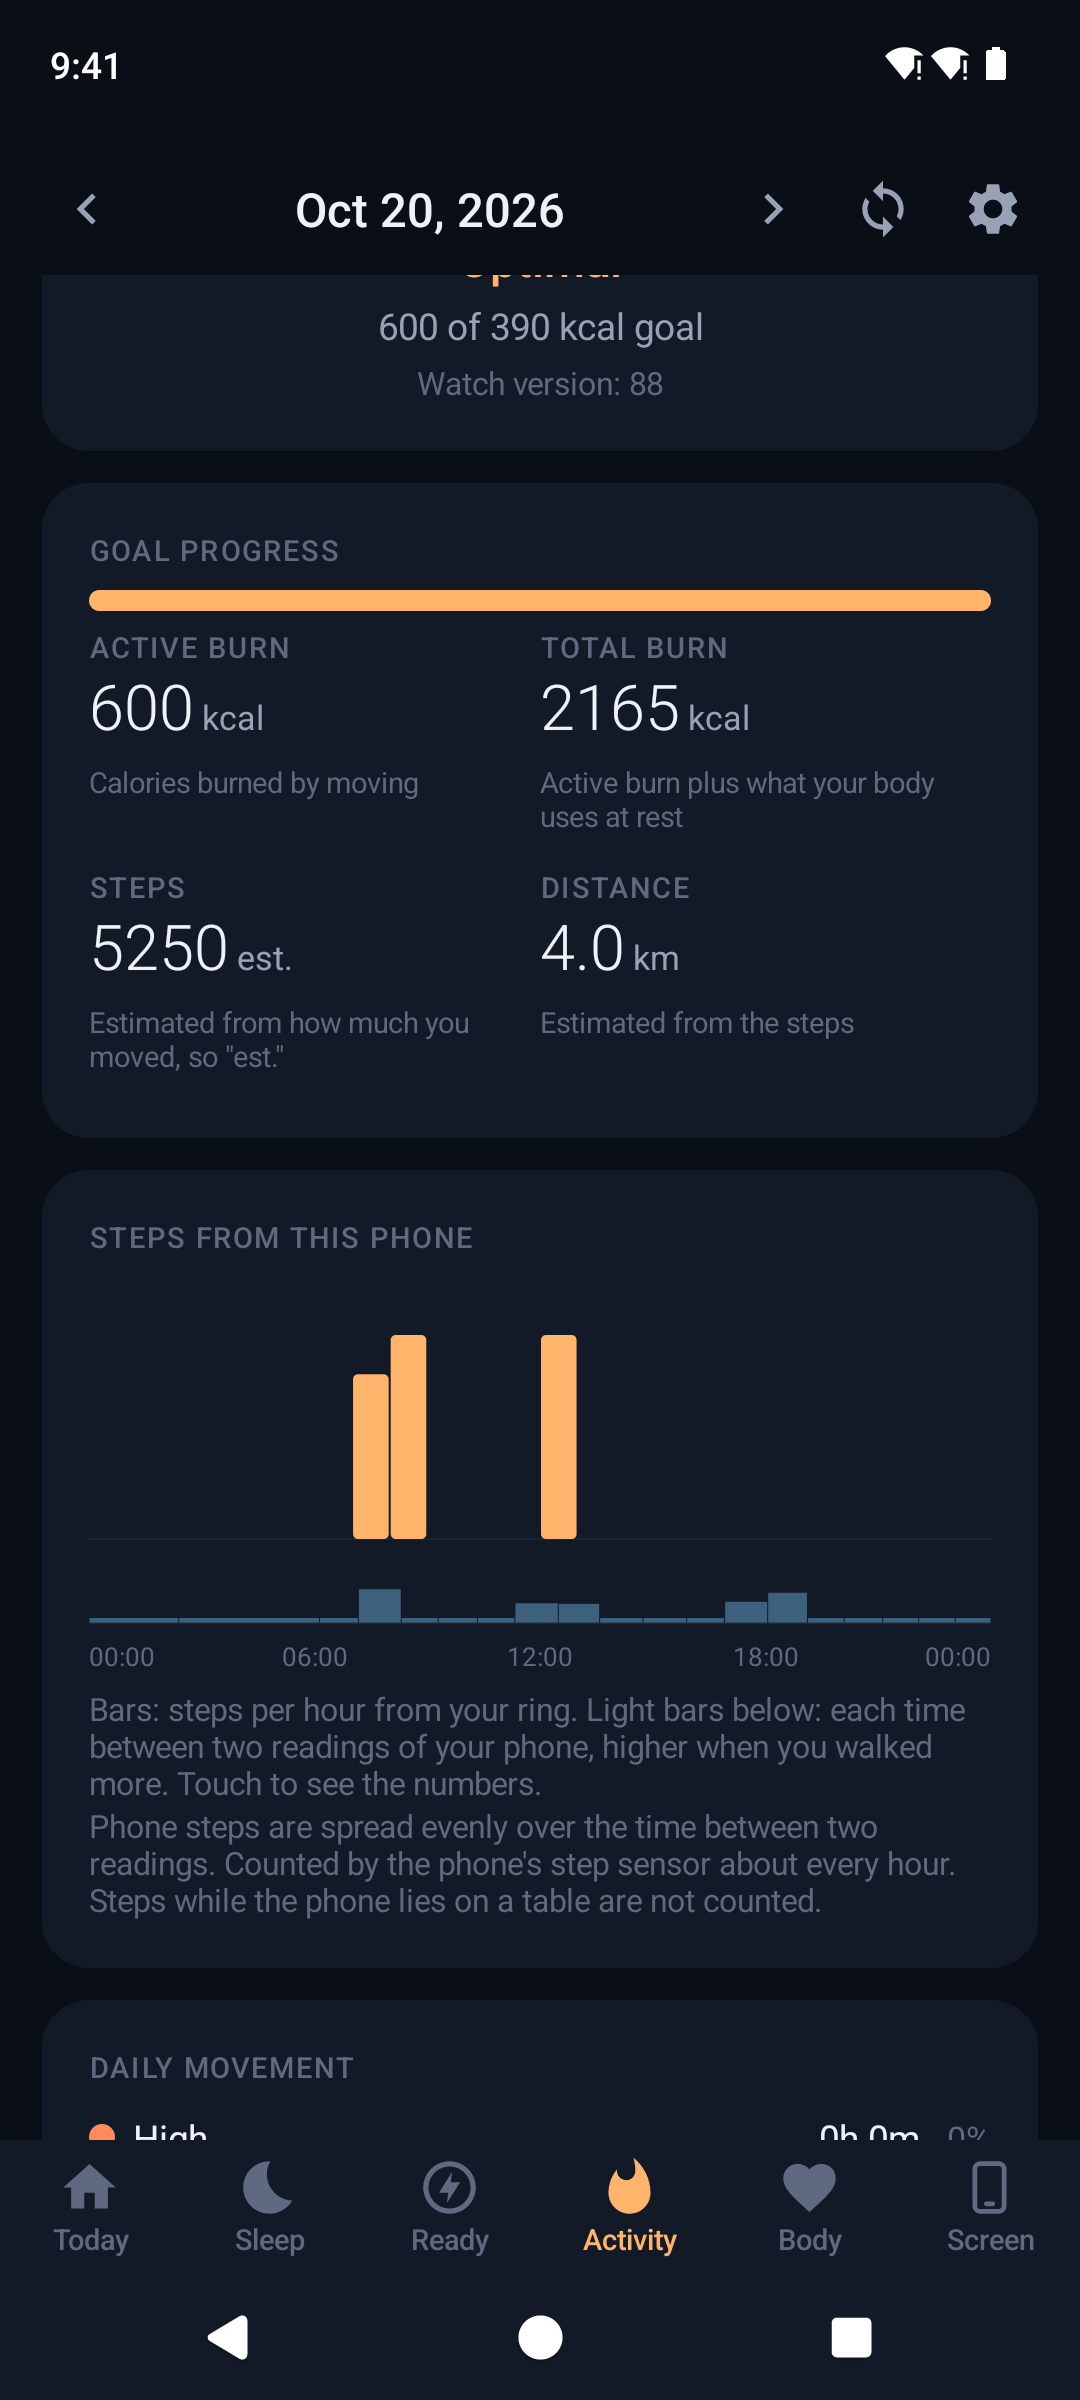 9:41
Oct 20, 2026
Optimal
600 of 390 kcal goal
Watch version: 88
GOAL PROGRESS
ACTIVE BURN
TOTAL BURN
600 kcal
2165 kcal
Calories burned by moving
Active burn plus what your body
uses at rest
STEPS
DISTANCE
5250 est.
4.0 km
Estimated from how much you
moved, so "est."
Estimated from the steps
STEPS FROM THIS PHONE
00:00 06:00 12:00 18:00 00:00
Bars: steps per hour from your ring. Light bars below: each time
between two readings of your phone, higher when you walked
more. Touch to see the numbers.
Phone steps are spread evenly over the time between two
readings. Counted by the phone's step sensor about every hour.
Steps while the phone lies on a table are not counted.
DAILY MOVEMENT
High 0h 0m 0%
Today Sleep Ready Activity Body Screen